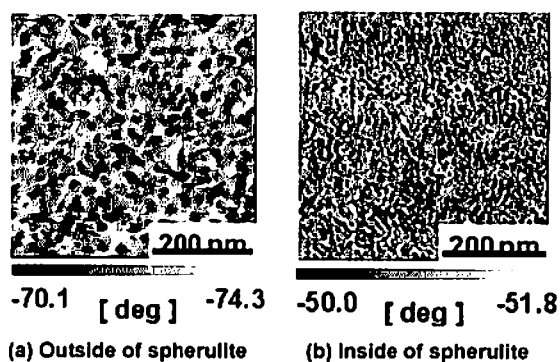 200 nm
200 nm
-70.1 [ deg ] -74.3
-50.0 [ deg ] -51.8
(a) Outside of spherulite
(b) Inside of spherulite